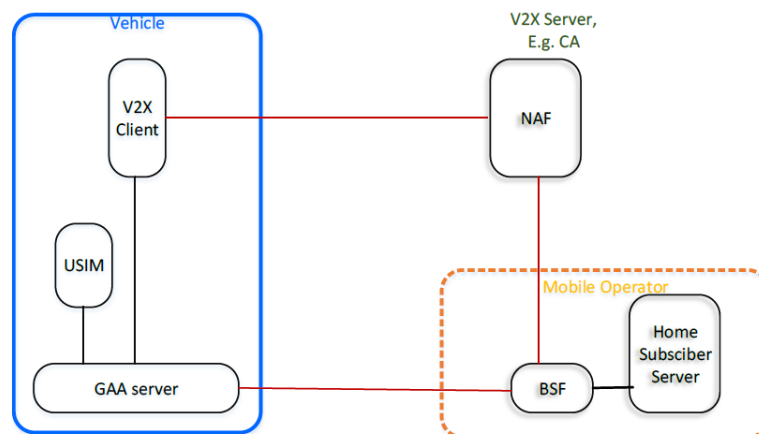 Vehicle
V2X Server,
E.g. CA
V2X
Client
NAF
USIM
Mobile Operator
Home
Subsciber
Server
GAA server
BSF